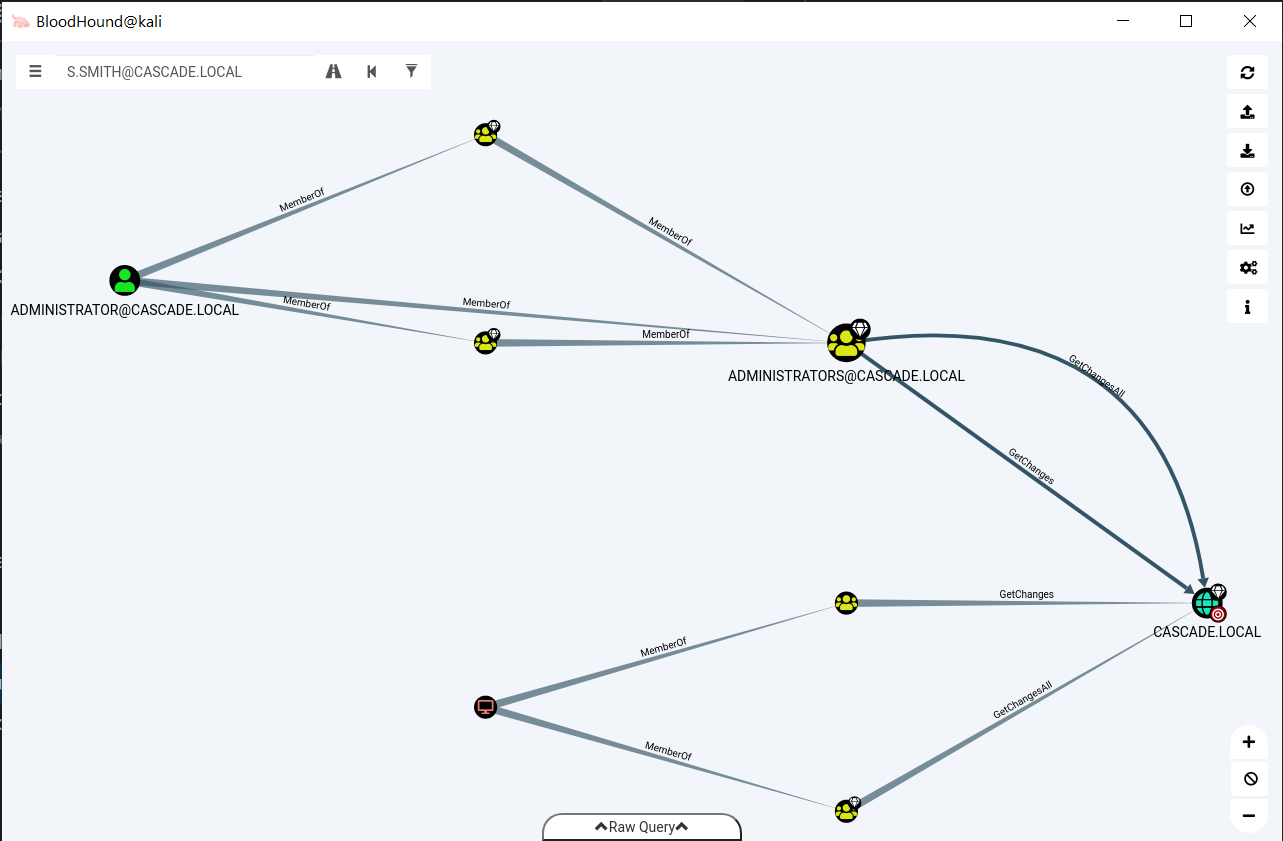 BloodHound@kali
S.SMITH@CASCADE.LOCAL
MemberOf
MemberOf
ADMINISTRATOR@CASCADE.LOCAL
MemberOf
MemberOf
MemberOf
ADMINISTRATORS@CASCADE.LOCAL
GetChangesAll
GetChanges
GetChanges
CASCADE.LOCAL
MemberOf
GetChangesAll
MemberOf
Raw Query